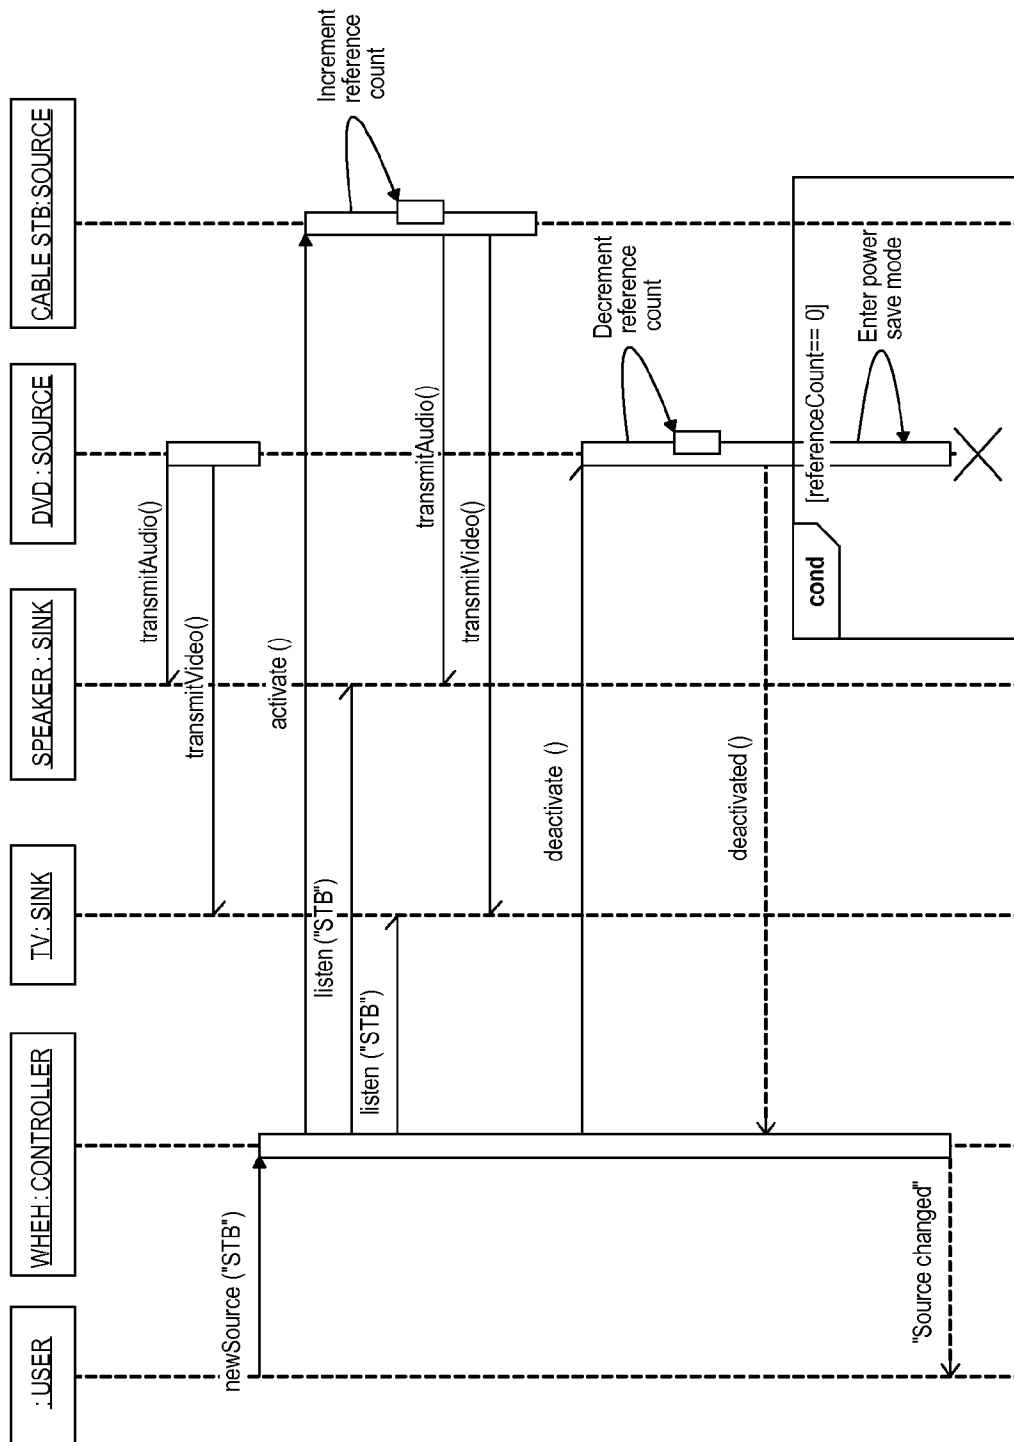 : USER
WHEH : CONTROLLER
TV : SINK
SPEAKER : SINK
DVD : SOURCE
CABLE STB:SOURCE
transmitAudio()
transmitVideo()
newSource ("STB")
activate ()
Increment
reference
count
listen ("STB")
listen ("STB")
transmitAudio()
transmitVideo()
deactivate ()
Decrement
reference
count
deactivated ()
cond
[referenceCount== 0]
Enter power
save mode
"Source changed"